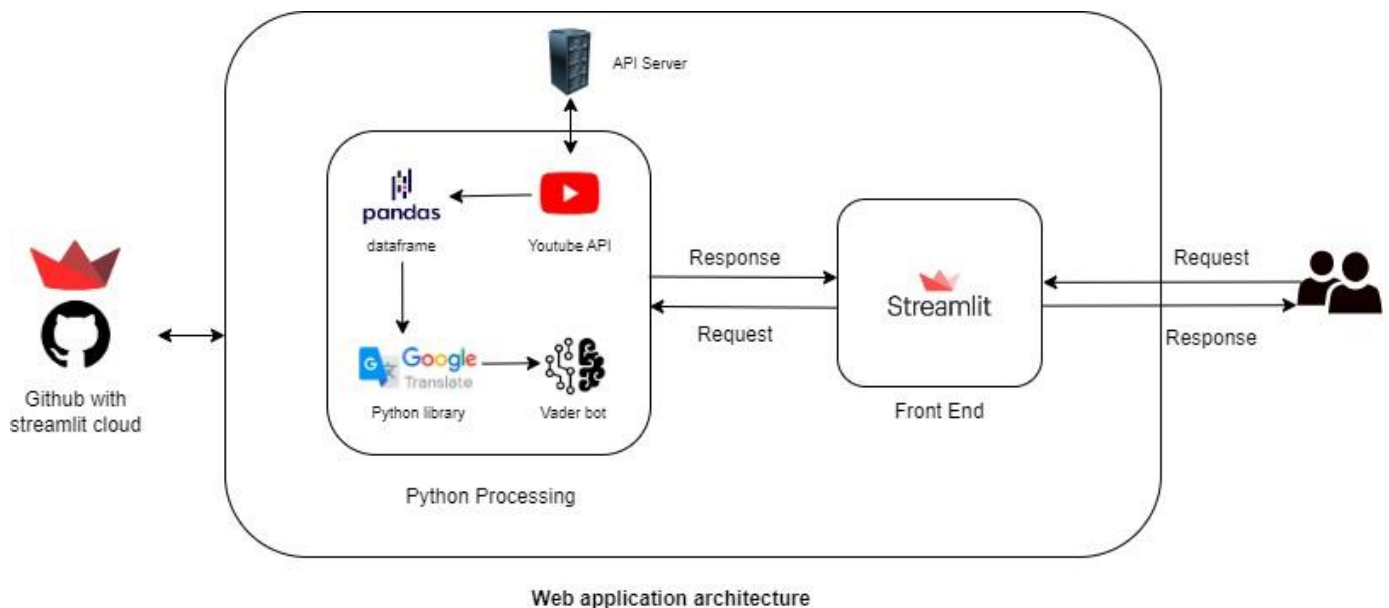 API Server
pandas
dataframe
Youtube API
Response
Request
Google
Translate
G
文
Python library
Vader bot
Python Processing
Streamlit
Front End
Request
Response
Github with
streamlit cloud
Web application architecture